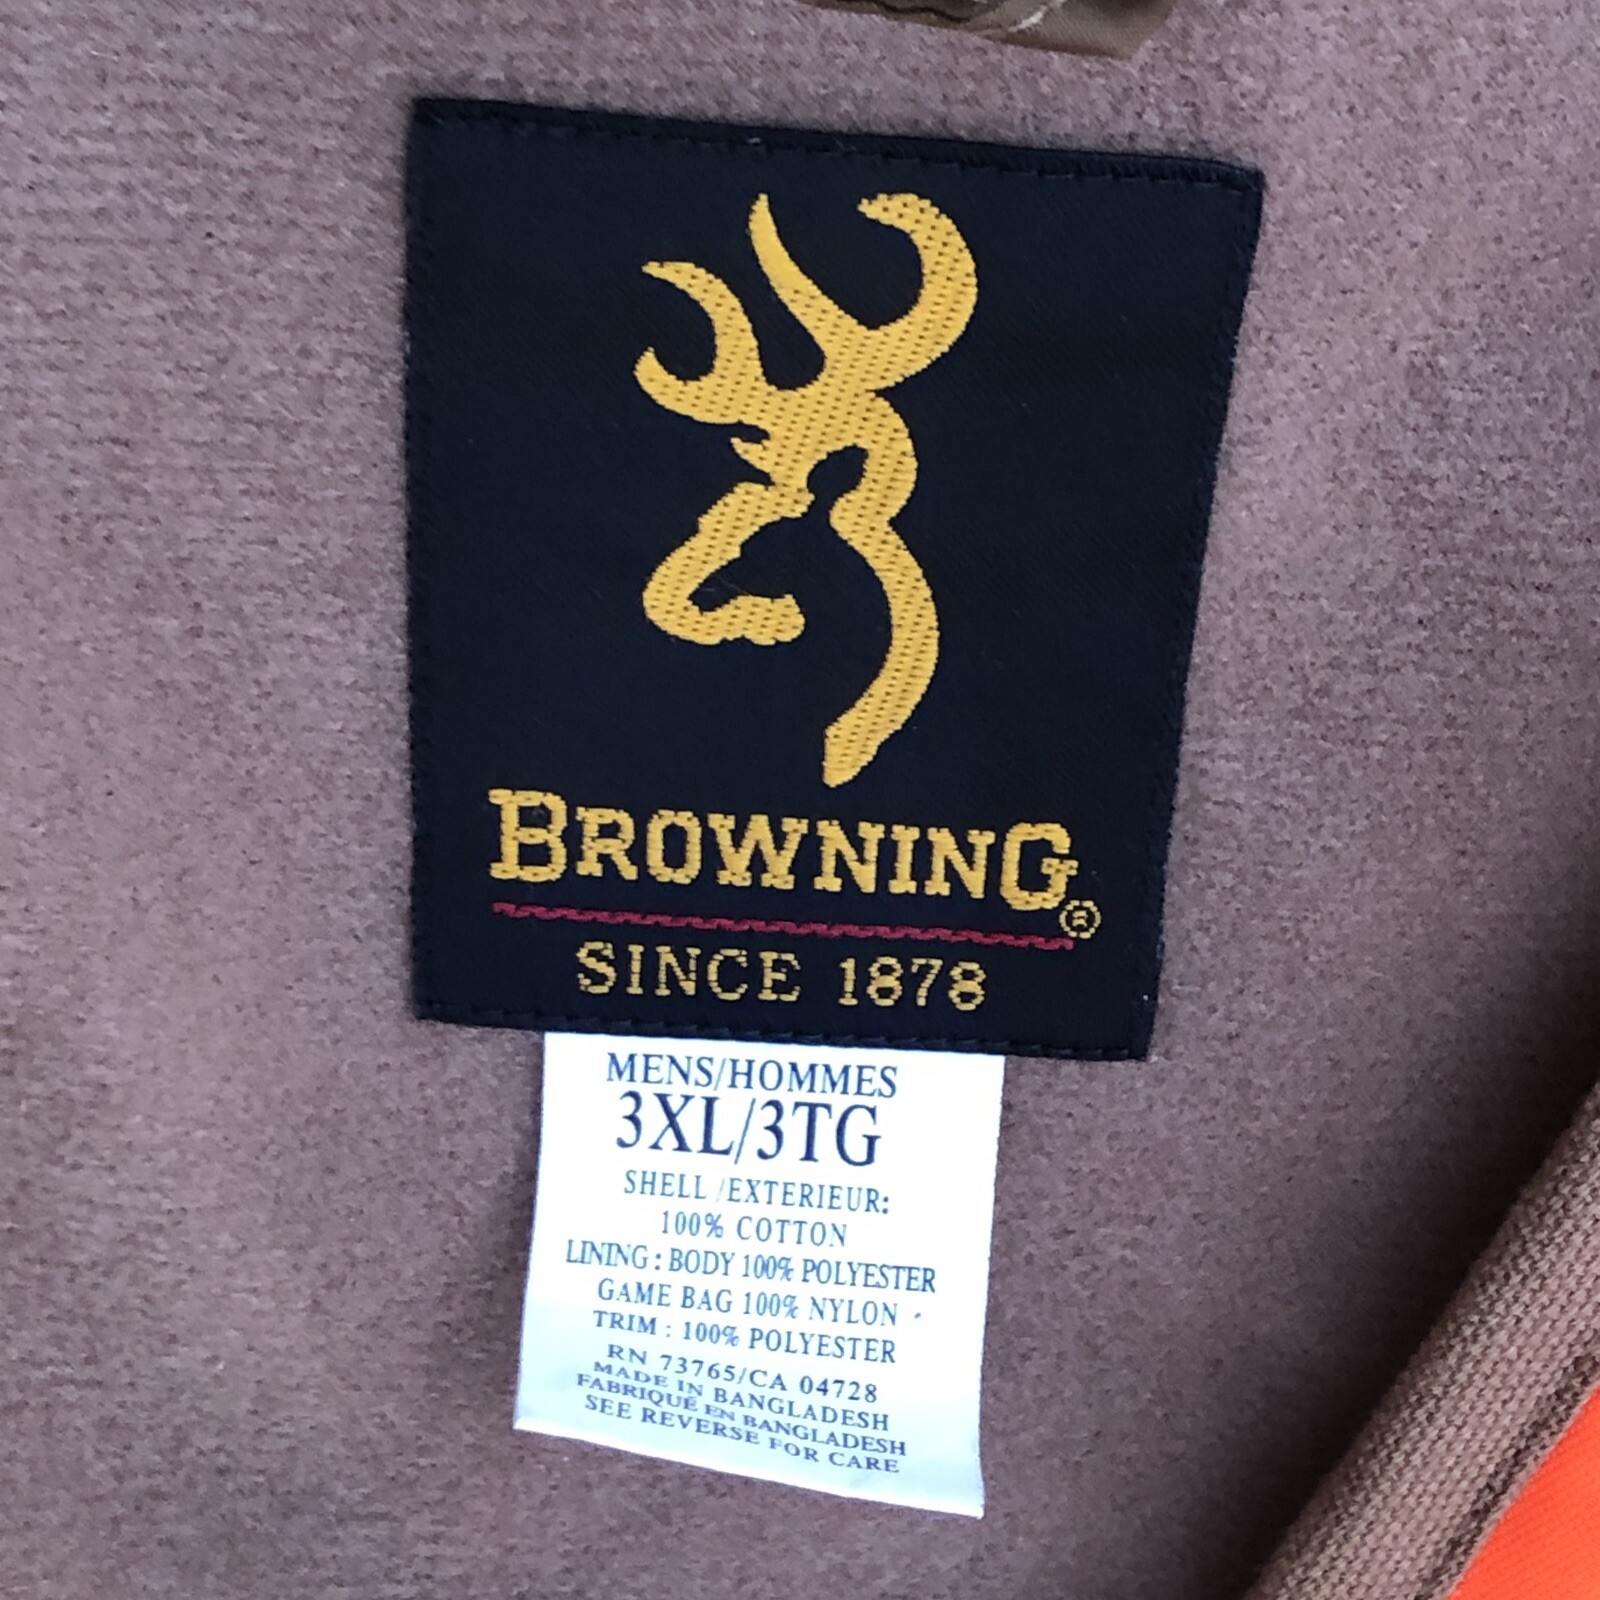 BROWNING®
SINCE 1878
MENS/HOMMES
3XL/3TG
SHELL /EXTERIEUR:
100% COTTON
LINING : BODY 100% POLYESTER
GAME BAG 100% NYLON
TRIM : 100% POLYESTER
RN 73765/CA 04728
MADE IN BANGLADESH
FABRIQUÉ EN BANGLADESH
SEE REVERSE FOR CARE